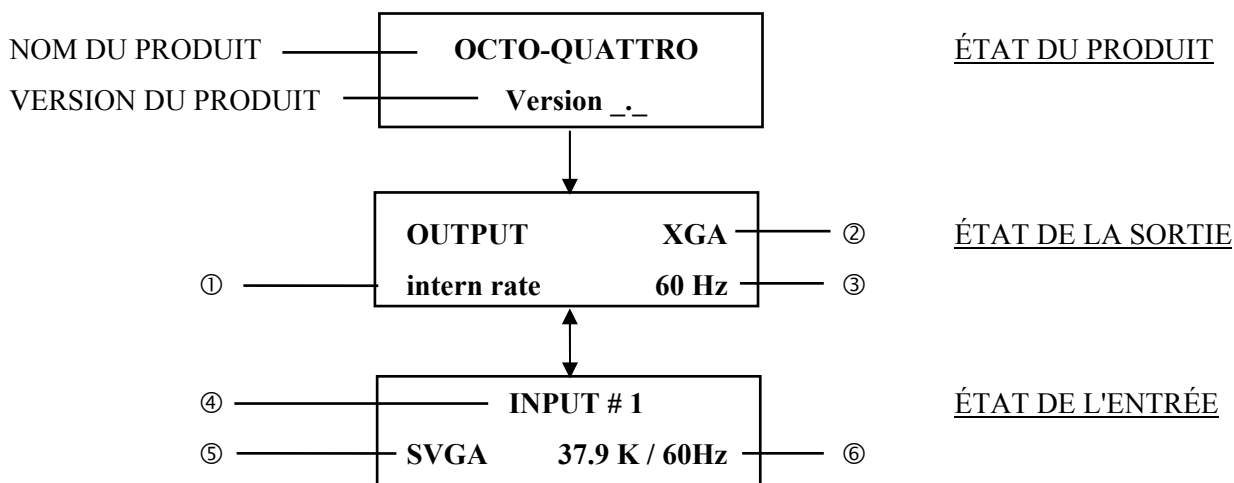 NOM DU PRODUIT OCTO-QUATTRO ÉTAT DU PRODUIT
VERSION DU PRODUIT Version _._
OUTPUT XGA ② ÉTAT DE LA SORTIE
① intern rate 60 Hz ③
④ INPUT # 1 ÉTAT DE L'ENTRÉE
⑤ SVGA 37.9 K / 60Hz ⑥